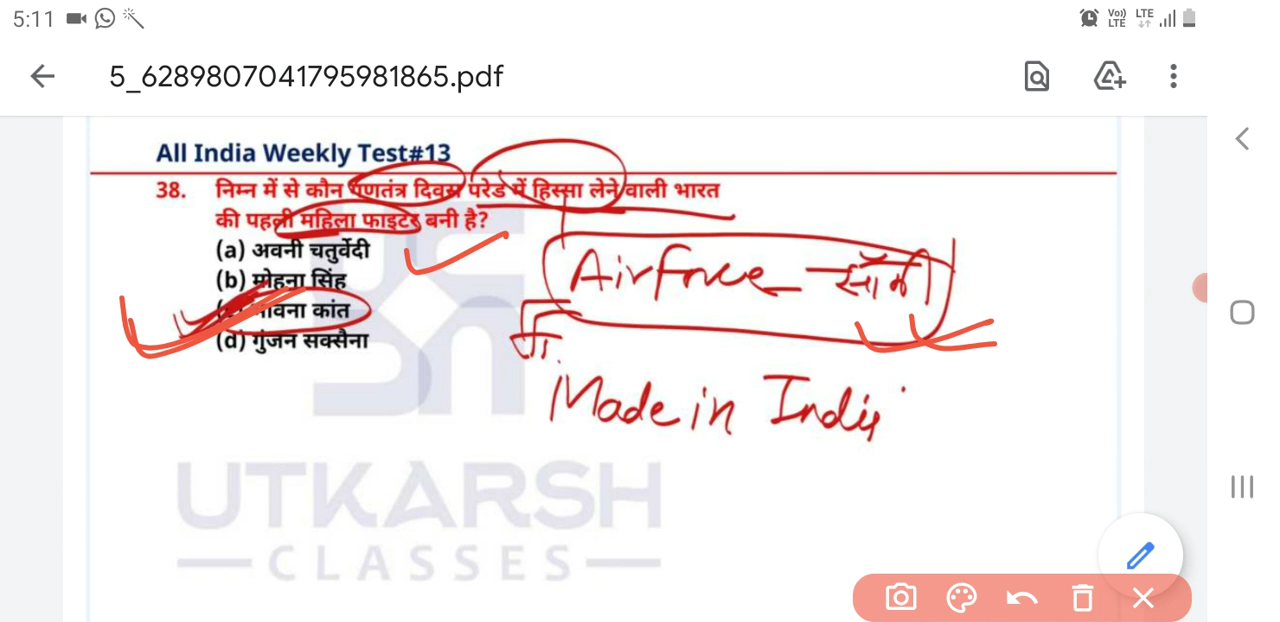 5:11
Vo)) LTE LTE
5_6289807041795981865.pdf
All India Weekly Test#13
38. निम्न में से कौन गणतंत्र दिवस परेड में हिस्सा लेने वाली भारत
की पहली महिला फाइटर बनी है?
(a) अवनी चतुर्वेदी
(b) मोहना सिंह
भावना कांत
(d) गुंजन सक्सैना
Airforce
Made in India
UTKARSH
CLASSES